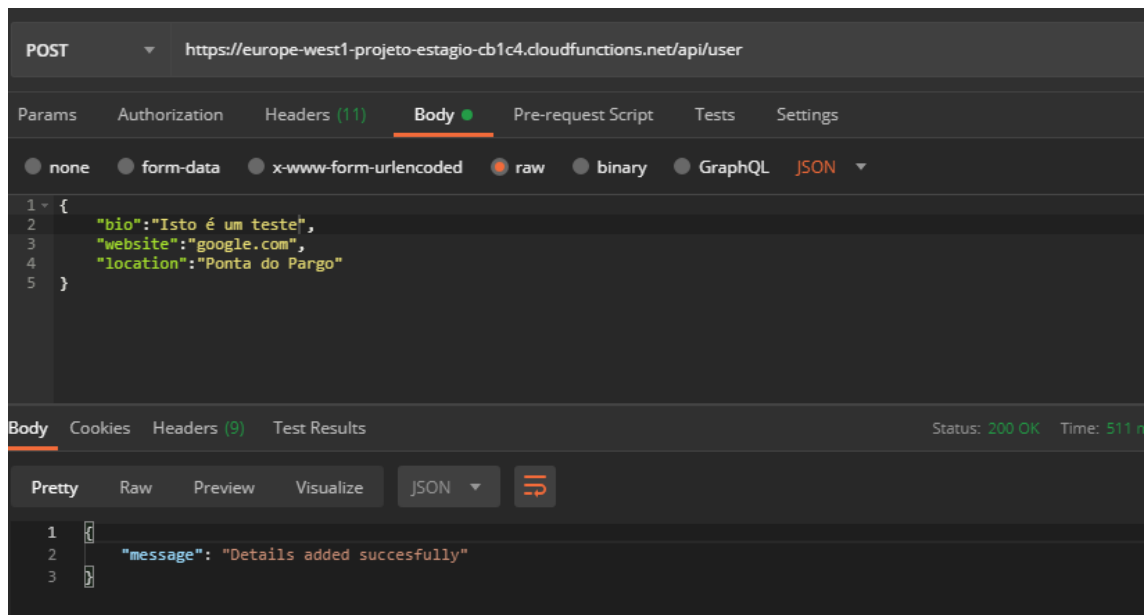 POST https://europe-west1-projeto-estagio-cb1c4.cloudfunctions.net/api/user
Params Authorization Headers (11) Body Pre-request Script Tests Settings
none form-data x-www-form-urlencoded raw binary GraphQL JSON
1 {
2 "bio":"Isto é um teste",
3 "website":"google.com",
4 "location":"Ponta do Pargo"
5 }
Body Cookies Headers (9) Test Results Status: 200 OK Time: 511
Pretty Raw Preview Visualize JSON
1 {
2 "message": "Details added succesfully"
3 }